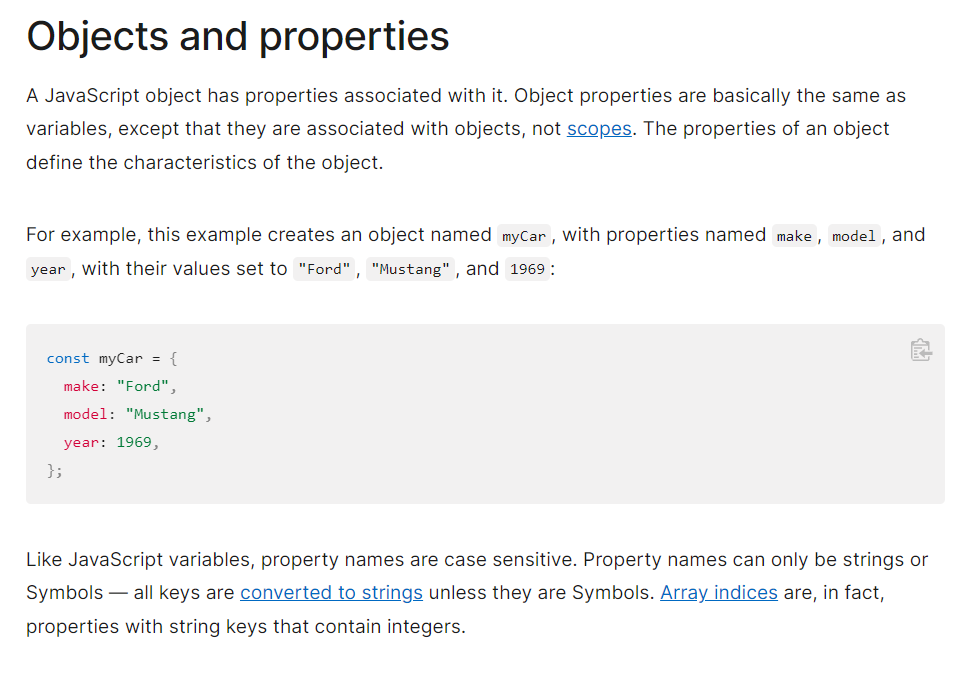 Objects and properties
A JavaScript object has properties associated with it. Object properties are basically the same as
variables, except that they are associated with objects, not scopes. The properties of an object
define the characteristics of the object.
For example, this example creates an object named myCar, with properties named make, model, and
year, with their values set to "Ford", "Mustang", and 1969:
const myCar = {
  make: "Ford",
  model: "Mustang",
  year: 1969,
};
Like JavaScript variables, property names are case sensitive. Property names can only be strings or
Symbols — all keys are converted to strings unless they are Symbols. Array indices are, in fact,
properties with string keys that contain integers.